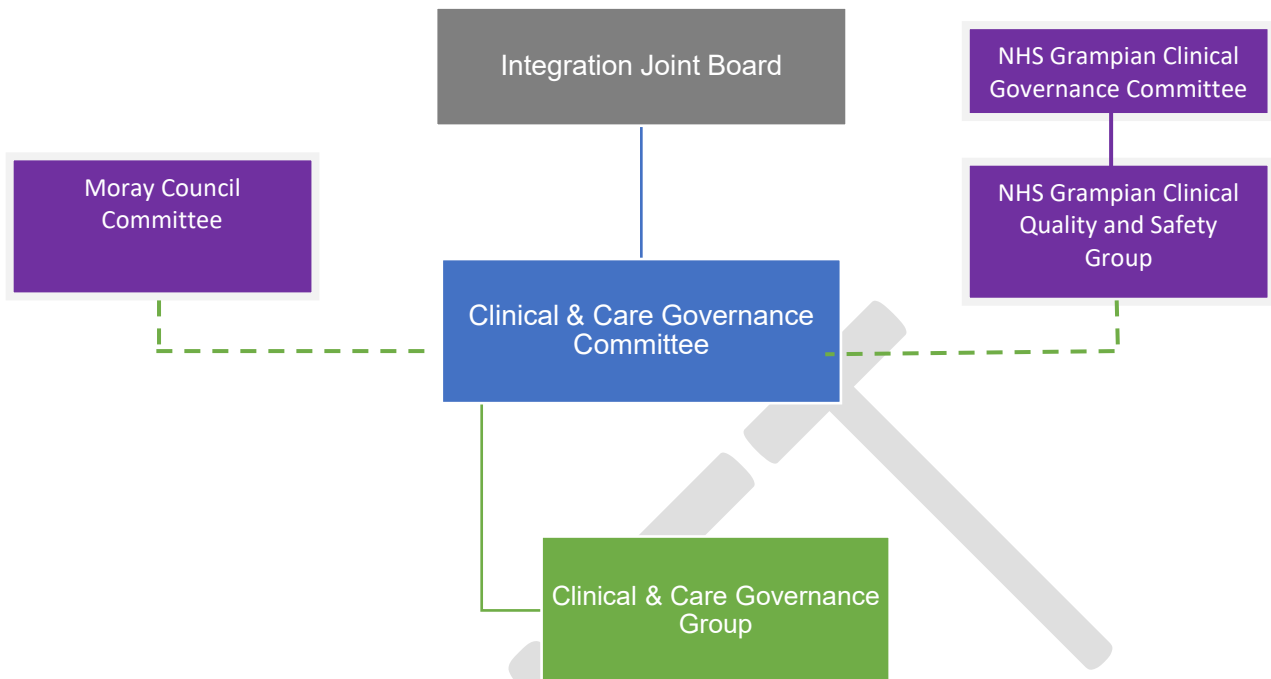 Integration Joint Board
NHS Grampian Clinical
Governance Committee
Moray Council
Committee
NHS Grampian Clinical
Quality and Safety
Group
Clinical & Care Governance
Committee
Clinical & Care Governance
Group